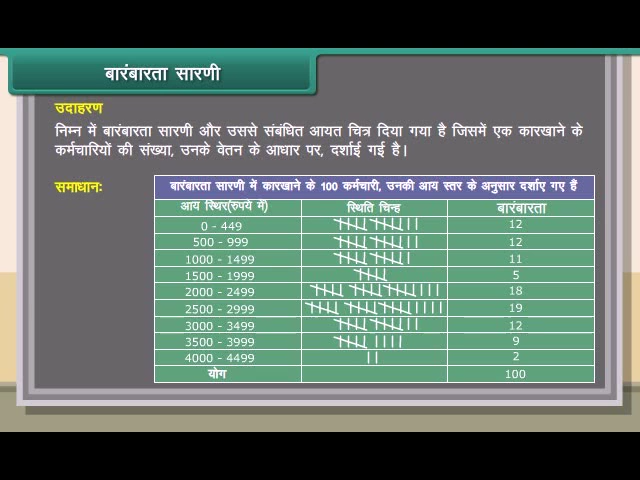 बारंबारता सारणी
उदाहरण
निम्न में बारंबारता सारणी और उससे संबंधित आयत चित्र दिया गया है जिसमें एक कारखाने के
कर्मचारियों की संख्या, उनके वेतन के आधार पर, दर्शाई गई है।
समाधानः
बारंबारता सारणी में कारखाने के 100 कर्मचारी, उनकी आय स्तर के अनुसार दर्शाए गए हैं
आय स्थिर(रुपये में) स्थिति चिन्ह बारंबारता
0 - 449 12
500 - 999 12
1000 - 1499 11
1500 - 1999 5
2000 - 2499 18
2500 - 2999 19
3000 - 3499 12
3500 - 3999 9
4000 - 4499 2
योग 100